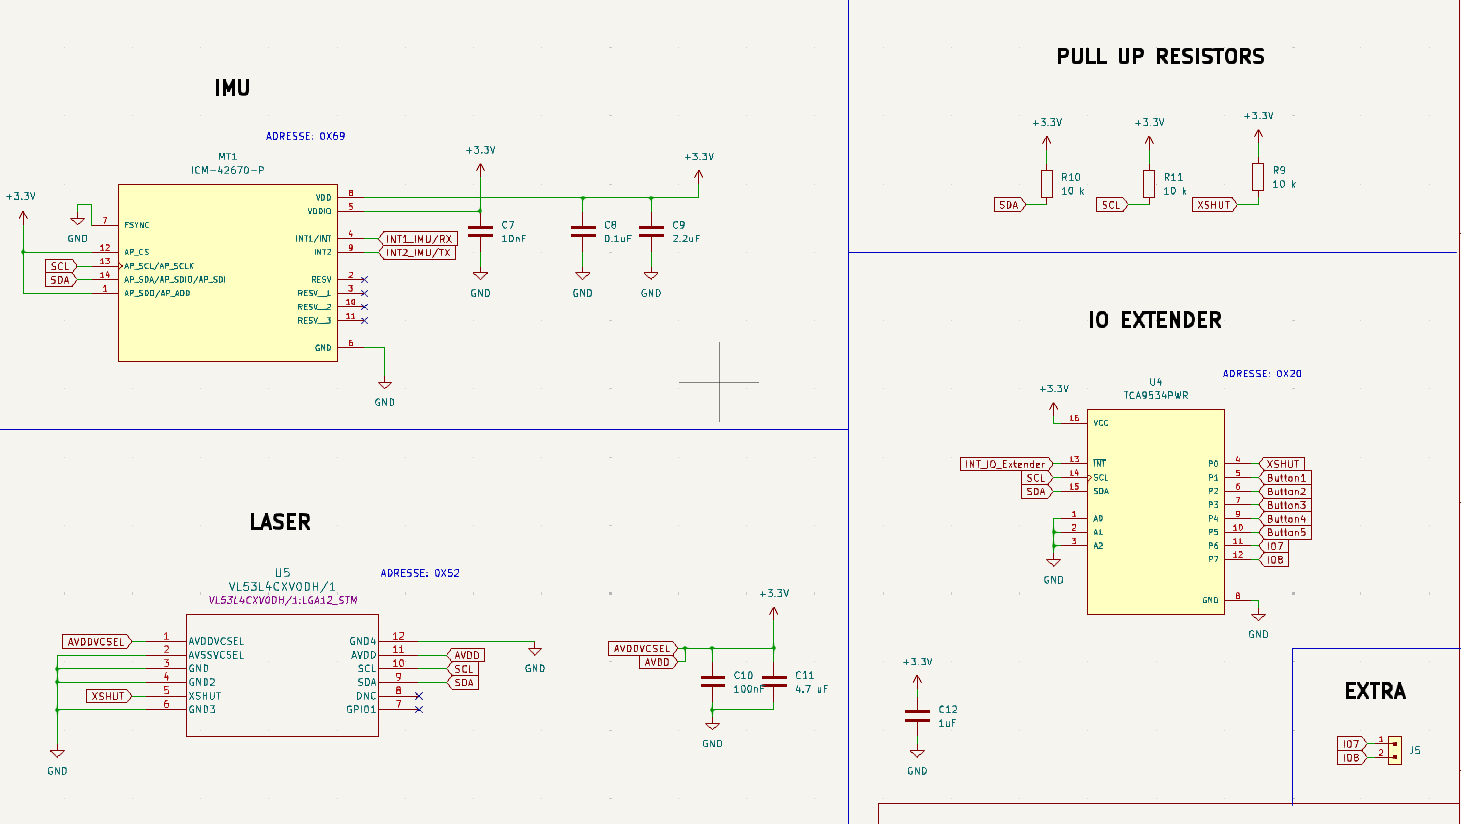 IMU
ADRESSE: 0X69
MT1
ICM-42670-P
+3.3V
+3.3V
+3.3V
VDD 8
VDDIO 5
7 FSYNC
GND
INT1/INT 4 INT1_IMU/RX
12 AP_CS
INT2 9 INT2_IMU/TX
SCL 13 AP_SCL/AP_SCLK
SDA 14 AP_SDA/AP_SDIO/AP_SDI
RESV 2
1 AP_SDO/AP_AD0
RESV_1 3
RESV_2 10
RESV_3 11
GND 6
GND
C7
10nF
GND
C8
0.1uF
GND
C9
2.2uF
GND
PULL UP RESISTORS
+3.3V
R10
10 k
SDA
+3.3V
R11
10 k
SCL
+3.3V
R9
10 k
XSHUT
IO EXTENDER
ADRESSE: 0X20
U4
TCA9534PWR
+3.3V
16 VCC
INT_IO_Extender 13 INT
SCL 14 SCL
SDA 15 SDA
1 A0
2 A1
3 A2
GND
P0 4 XSHUT
P1 5 Button1
P2 6 Button2
P3 7 Button3
P4 9 Button4
P5 10 Button5
P6 11 IO7
P7 12 IO8
GND 8
GND
+3.3V
C12
1uF
GND
LASER
U5
ADRESSE: 0X52
VL53L4CXV0DH/1
VL53L4CXV0DH/1:LGA12_STM
AVDDVCSEL 1 AVDDVCSEL
2 AVSSVCSEL
3 GND
4 GND2
XSHUT 5 XSHUT
6 GND3
GND
GND4 12
GND
AVDD 11 AVDD
SCL 10 SCL
SDA 9 SDA
DNC 8
GPIO1 7
+3.3V
AVDDVCSEL
AVDD
C10
100nF
C11
4.7 uF
GND
EXTRA
IO7 1
IO8 2
J5